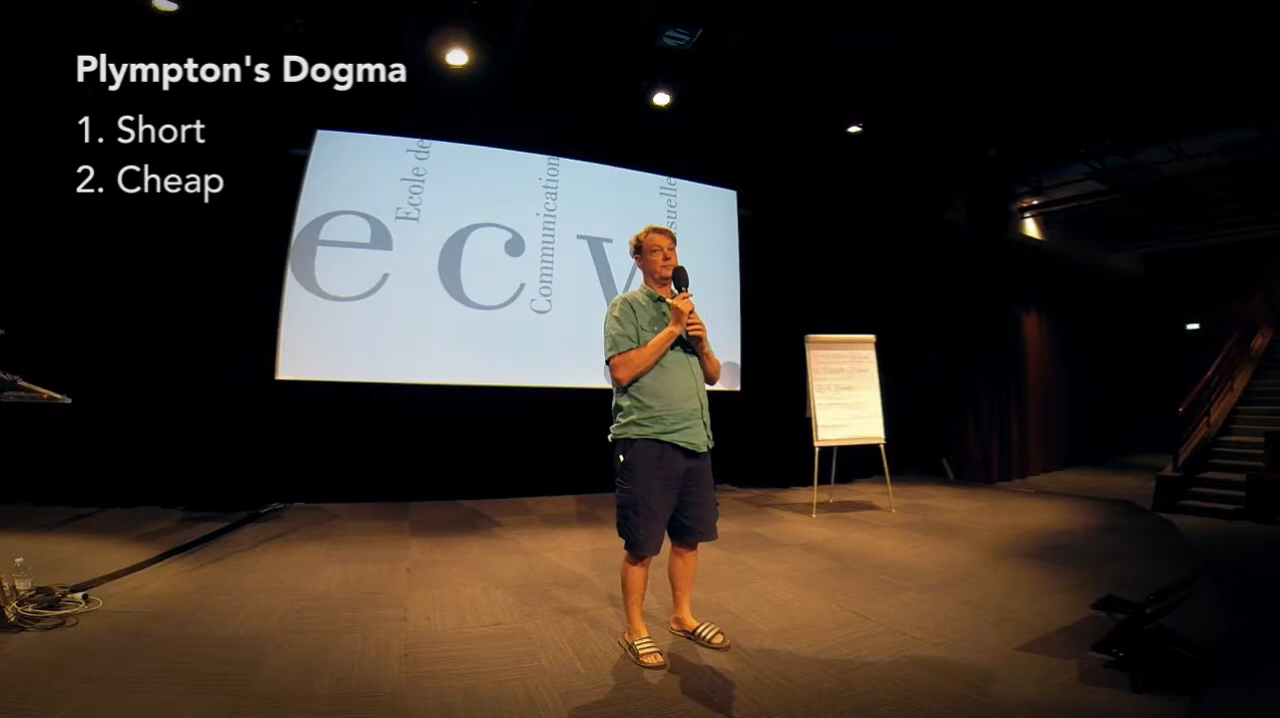 Plympton's Dogma
1. Short
2. Cheap
e c v
Ecole de
Communication
suelle